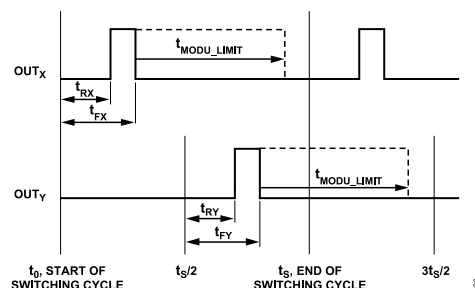 OUTX
tMODU_LIMIT
tRX
tFX
OUTY
tMODU_LIMIT
tRY
tFY
t0, START OF
SWITCHING CYCLE
tS/2
tS, END OF
SWITCHING CYCLE
3tS/2